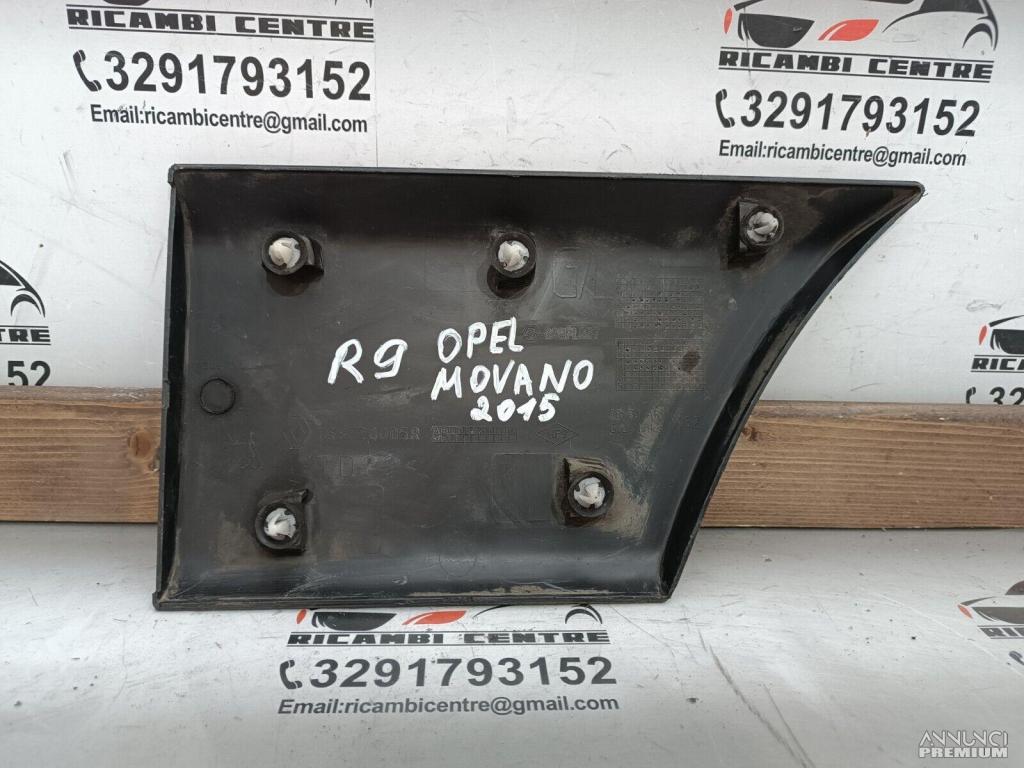 RICAMBI CENTRE
3291793152
Email:ricambicentre@gmail.com
RICAMBI CENTRE
3291793152
Email:ricambicentre@gmail.com
52
R9 OPEL
MOVANO
2015
RICAMBI CENTRE
3291793152
Email:ricambicentre@gmail.com
ANNUNCI
PREMIUM